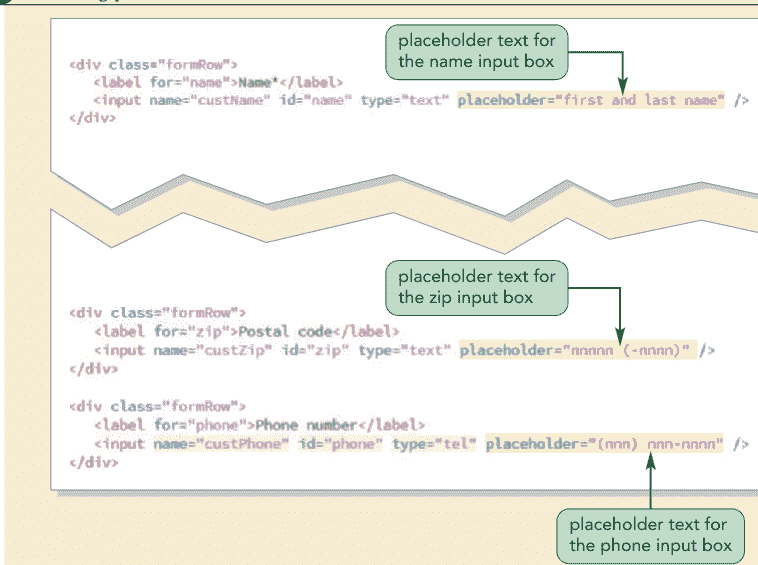 placeholder text for
the name input box
<div class="formRow">
<label for="name">Name*</label>
<input name="custName" id="name" type="text" placeholder="first and last name" />
</div>
placeholder text for
the zip input box
<div class="formRow">
<label for="zip">Postal code</label>
<input name="custZip" id="zip" type="text" placeholder="nnnnn (-nnnn)" />
</div>
<div class="formRow">
<label for="phone">Phone number</label>
<input name="custPhone" id="phone" type="tel" placeholder="(nnn) nnn-nnnn" />
</div>
placeholder text for
the phone input box